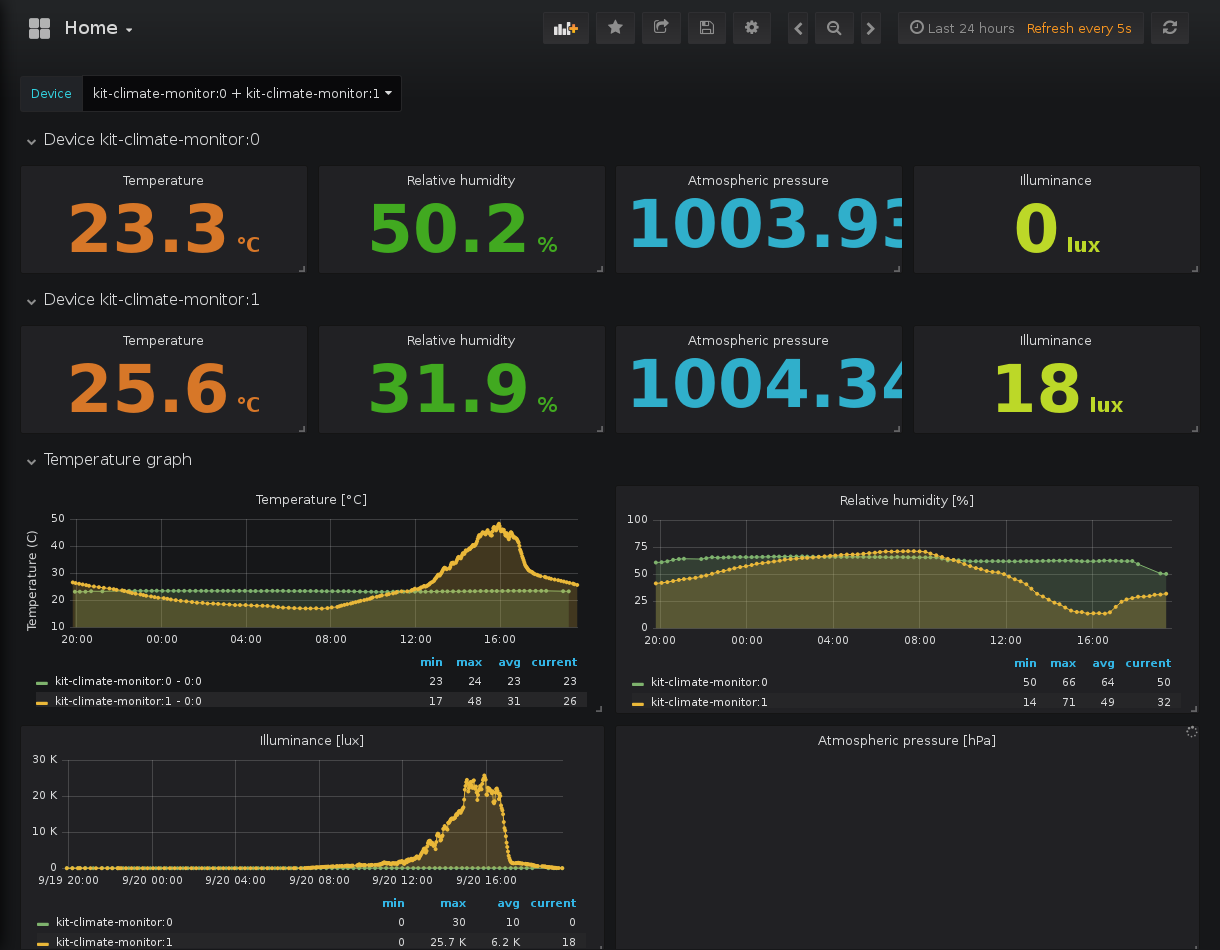 Home
Last 24 hours Refresh every 5s
Device kit-climate-monitor:0 + kit-climate-monitor:1
Device kit-climate-monitor:0
Temperature Relative humidity Atmospheric pressure Illuminance
23.3 °C 50.2 % 1003.93 0 lux
Device kit-climate-monitor:1
Temperature Relative humidity Atmospheric pressure Illuminance
25.6 °C 31.9 % 1004.34 18 lux
Temperature graph
Temperature [°C]
Temperature (C)
50
40
30
20
10
20:00 00:00 04:00 08:00 12:00 16:00
min max avg current
kit-climate-monitor:0 - 0:0 23 24 23 23
kit-climate-monitor:1 - 0:0 17 48 31 26
Relative humidity [%]
100
75
50
25
0
20:00 00:00 04:00 08:00 12:00 16:00
min max avg current
kit-climate-monitor:0 50 66 64 50
kit-climate-monitor:1 14 71 49 32
Illuminance [lux]
30 K
20 K
10 K
0
9/19 20:00 9/20 00:00 9/20 04:00 9/20 08:00 9/20 12:00 9/20 16:00
min max avg current
kit-climate-monitor:0 0 30 10 0
kit-climate-monitor:1 0 25.7 K 6.2 K 18
Atmospheric pressure [hPa]